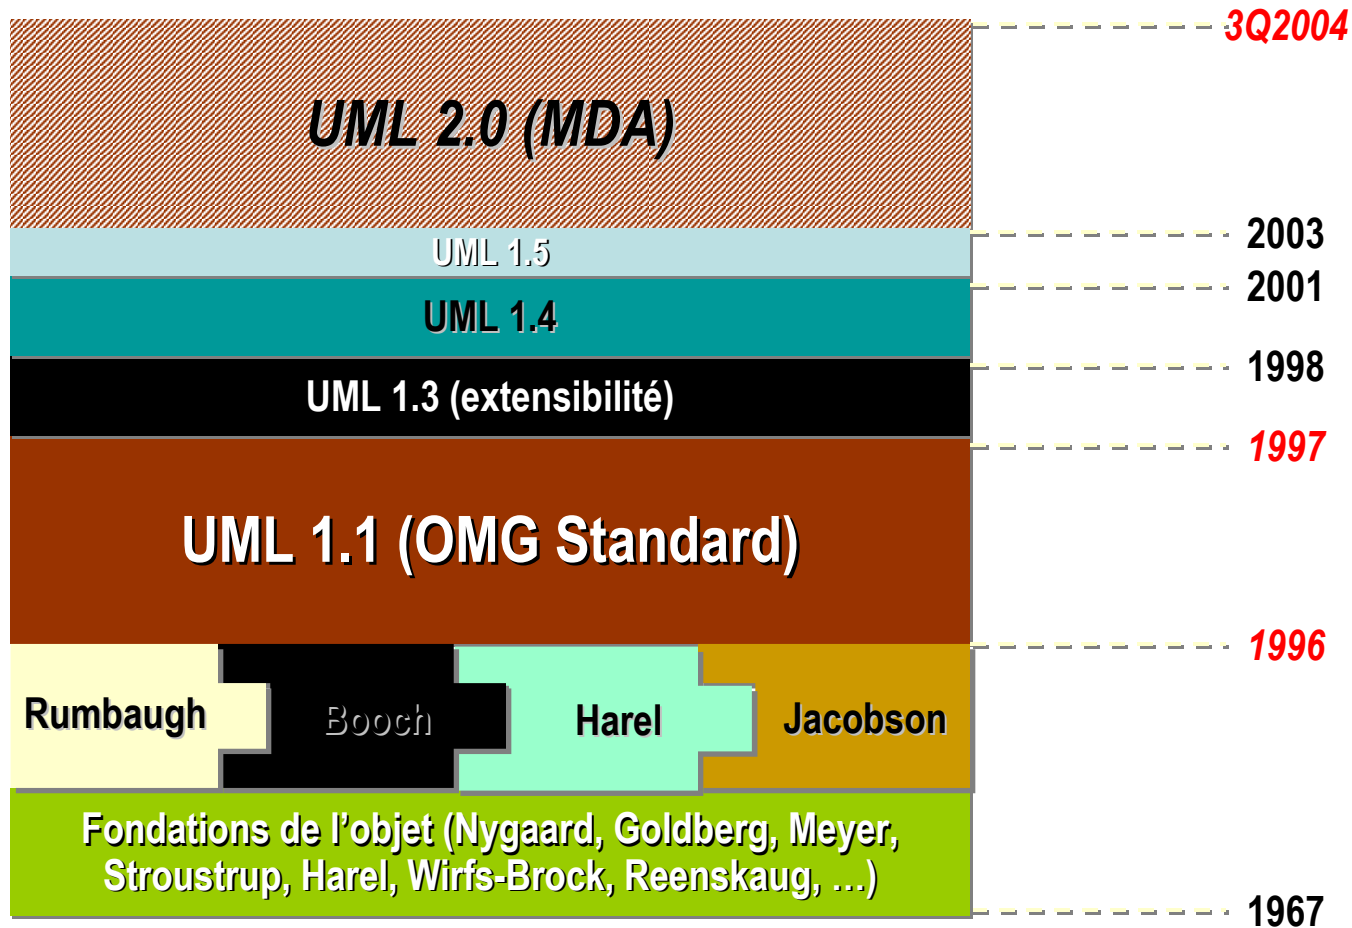 3Q2004
UML 2.0 (MDA)
2003
UML 1.5
2001
UML 1.4
1998
UML 1.3 (extensibilité)
1997
UML 1.1 (OMG Standard)
1996
Rumbaugh
Booch
Harel
Jacobson
Fondations de l’objet (Nygaard, Goldberg, Meyer,
Stroustrup, Harel, Wirfs-Brock, Reenskaug, …)
1967